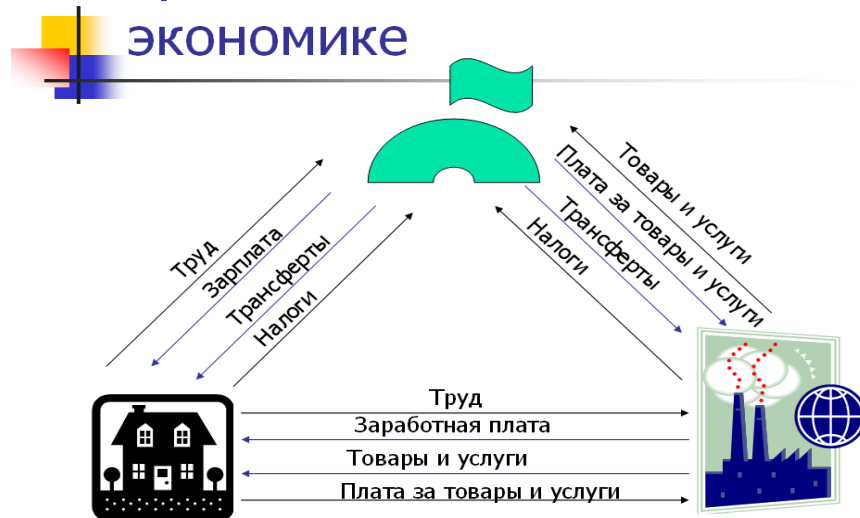 экономике
Товары и услуги
Плата за товары и услуги
Трансферты
Налоги
Труд
Зарплата
Трансферты
Налоги
Труд
Заработная плата
Товары и услуги
Плата за товары и услуги